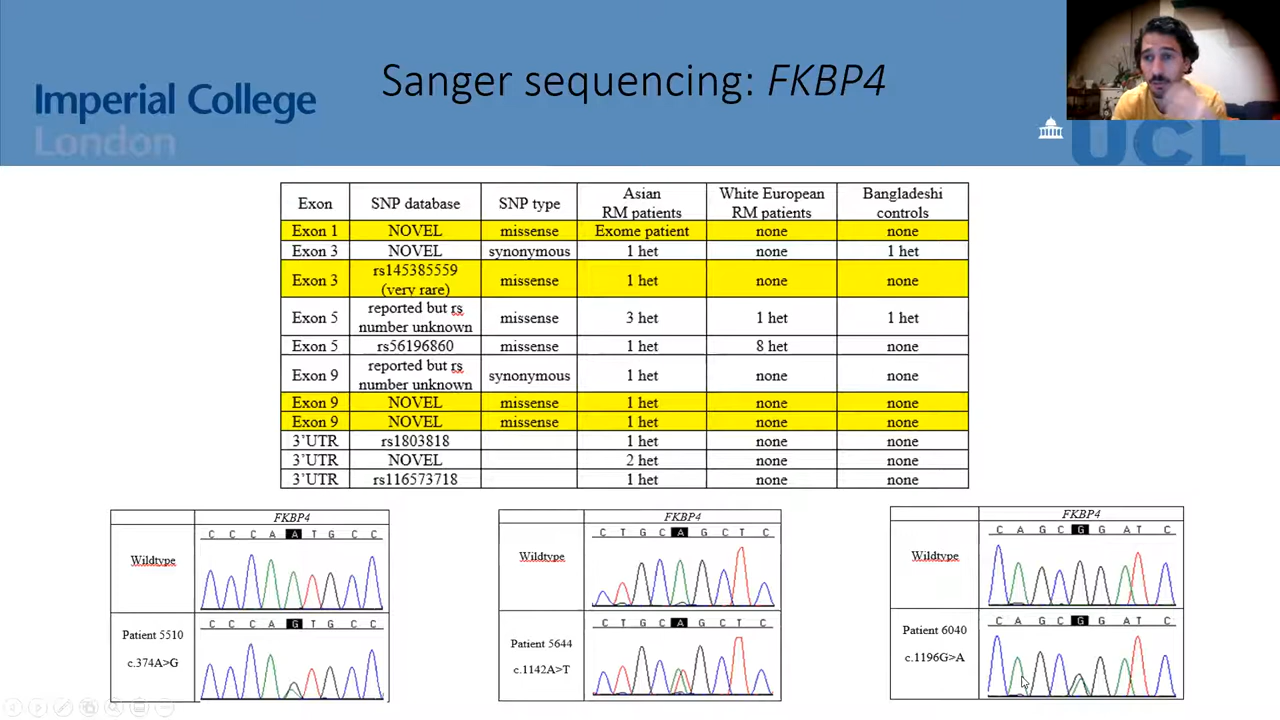 Sanger sequencing: FKBP4
Imperial College
London
UCL
Exon SNP database SNP type Asian RM patients White European RM patients Bangladeshi controls
Exon 1 NOVEL missense Exome patient none none
Exon 3 NOVEL synonymous 1 het none 1 het
Exon 3 rs145385559 (very rare) missense 1 het none none
Exon 5 reported but rs number unknown missense 3 het 1 het 1 het
Exon 5 rs56196860 missense 1 het 8 het none
Exon 9 reported but rs number unknown synonymous 1 het none none
Exon 9 NOVEL missense 1 het none none
Exon 9 NOVEL missense 1 het none none
3'UTR rs1803818 1 het none none
3'UTR NOVEL 2 het none none
3'UTR rs116573718 1 het none none
FKBP4
C C C A A T G C C
Wildtype
Patient 5510
c.374A>G
C C C A G T G C C
FKBP4
C T G C A G C T C
Wildtype
Patient 5644
c.1142A>T
C T G C A G C T C
FKBP4
C A G C G G A T C
Wildtype
Patient 6040
c.1196G>A
C A G C G G A T C